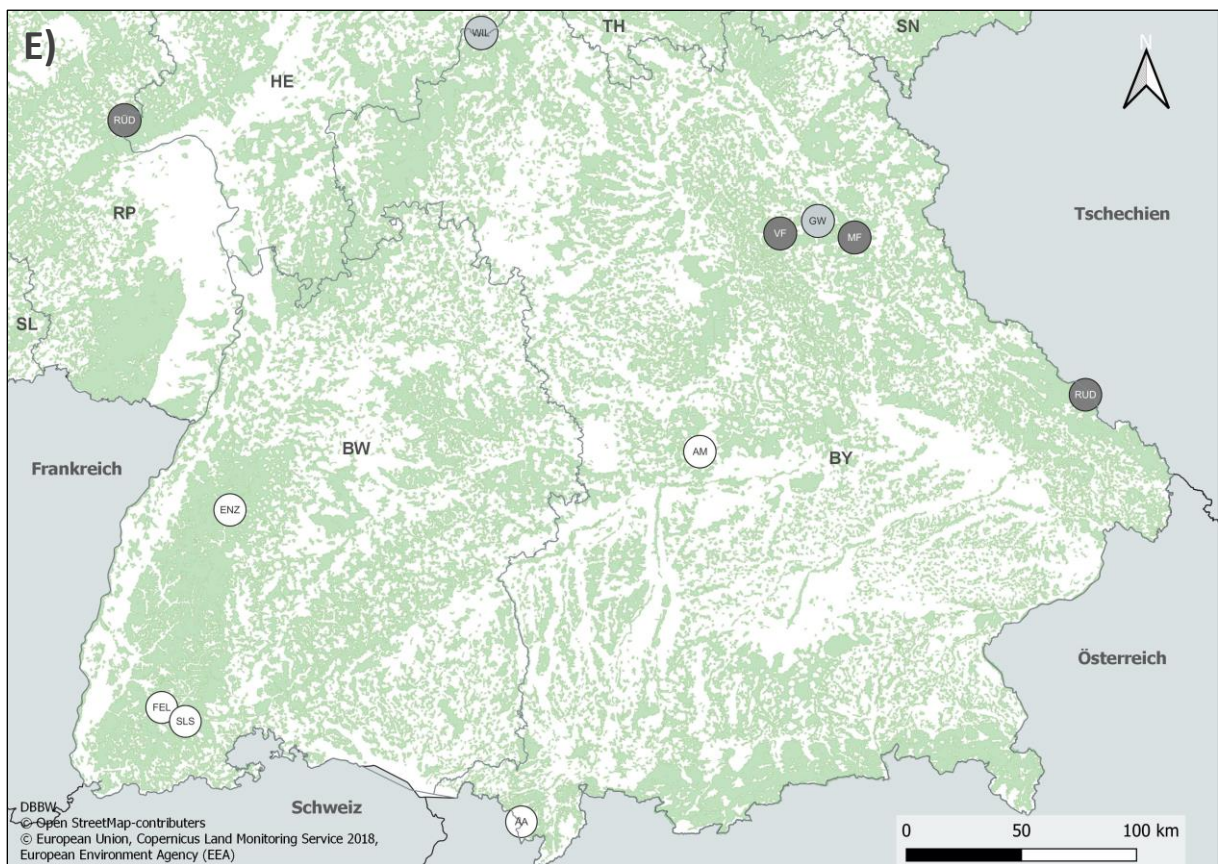 E)
WIL
TH
SN
N
HE
RÜD
RP
Tschechien
GW
VF
MF
SL
RUD
BW
AM
BY
Frankreich
ENZ
Österreich
FEL
SLS
DBBW
Schweiz
AA
© Open StreetMap-contributers
© European Union, Copernicus Land Monitoring Service 2018,
European Environment Agency (EEA)
0 50 100 km